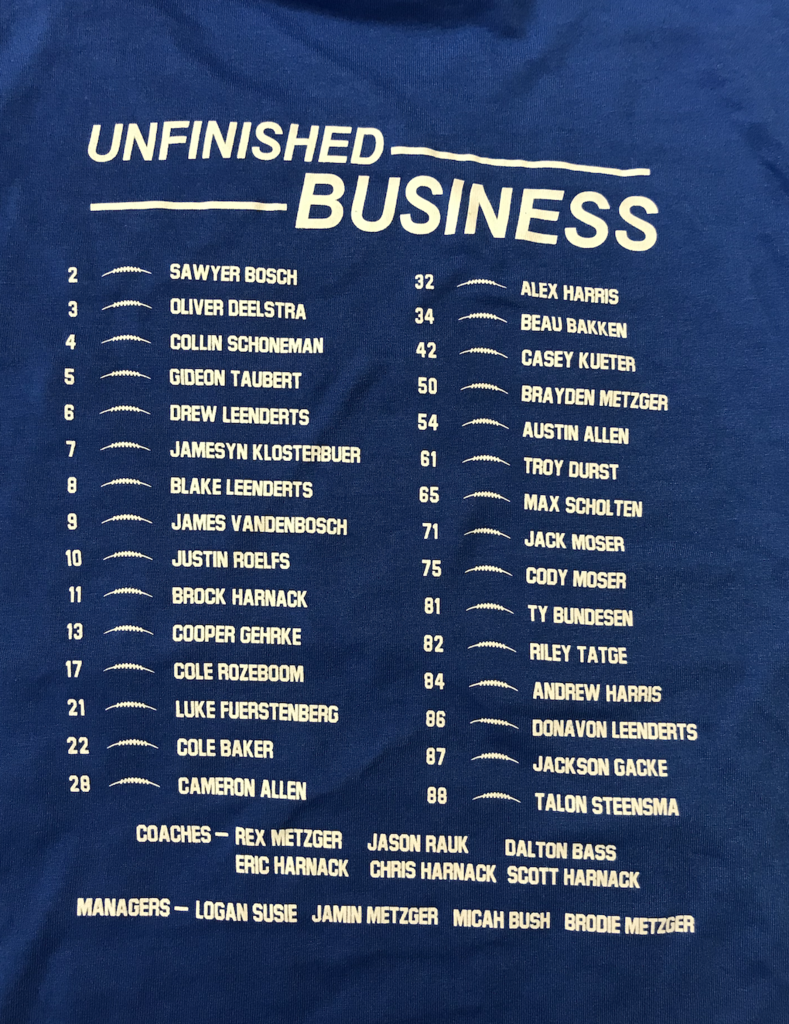 UNFINISHED
BUSINESS
2 SAWYER BOSCH
3 OLIVER DEELSTRA
4 COLLIN SCHONEMAN
5 GIDEON TAUBERT
6 DREW LEENDERTS
7 JAMESYN KLOSTERBUER
8 BLAKE LEENDERTS
9 JAMES VANDENBOSCH
10 JUSTIN ROELFS
11 BROCK HARNACK
13 COOPER GEHRKE
17 COLE ROZEBOOM
21 LUKE FUERSTENBERG
22 COLE BAKER
28 CAMERON ALLEN
32 ALEX HARRIS
34 BEAU BAKKEN
42 CASEY KUETER
50 BRAYDEN METZGER
54 AUSTIN ALLEN
61 TROY DURST
65 MAX SCHOLTEN
71 JACK MOSER
75 CODY MOSER
81 TY BUNDESEN
82 RILEY TATGE
84 ANDREW HARRIS
86 DONAVON LEENDERTS
87 JACKSON GACKE
88 TALON STEENSMA
COACHES – REX METZGER JASON RAUK DALTON BASS
ERIC HARNACK CHRIS HARNACK SCOTT HARNACK
MANAGERS – LOGAN SUSIE JAMIN METZGER MICAH BUSH BRODIE METZGER